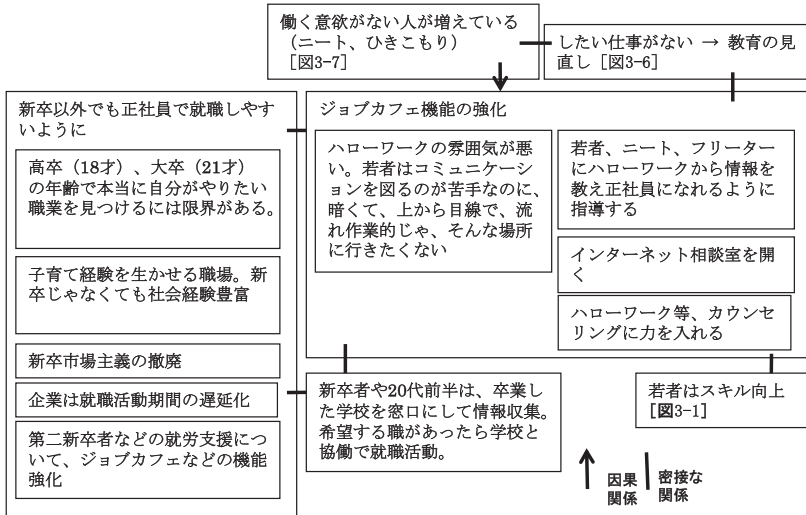 働く意欲がない人が増えている
（ニート、ひきこもり）
［図3-7］
したい仕事がない → 教育の見
直し［図3-6］
新卒以外でも正社員で就職しやす
いように
高卒（18才）、大卒（21才）
の年齢で本当に自分がやりたい
職業を見つけるには限界がある。
子育て経験を生かせる職場。新
卒じゃなくても社会経験豊富
新卒市場主義の撤廃
企業は就職活動期間の遅延化
第二新卒者などの就労支援につ
いて、ジョブカフェなどの機能
強化
ジョブカフェ機能の強化
ハローワークの雰囲気が悪
い。若者はコミュニケーシ
ョンを図るのが苦手なのに、
暗くて、上から目線で、流
れ作業的じゃ、そんな場所
に行きたくない
若者、ニート、フリーター
にハローワークから情報を
教え正社員になれるように
指導する
インターネット相談室を開
く
ハローワーク等、カウンセ
リングに力を入れる
新卒者や20代前半は、卒業し
た学校を窓口にして情報収集。
希望する職があったら学校と
協働で就職活動。
若者はスキル向上
［図3-1］
因果
関係
密接な
関係